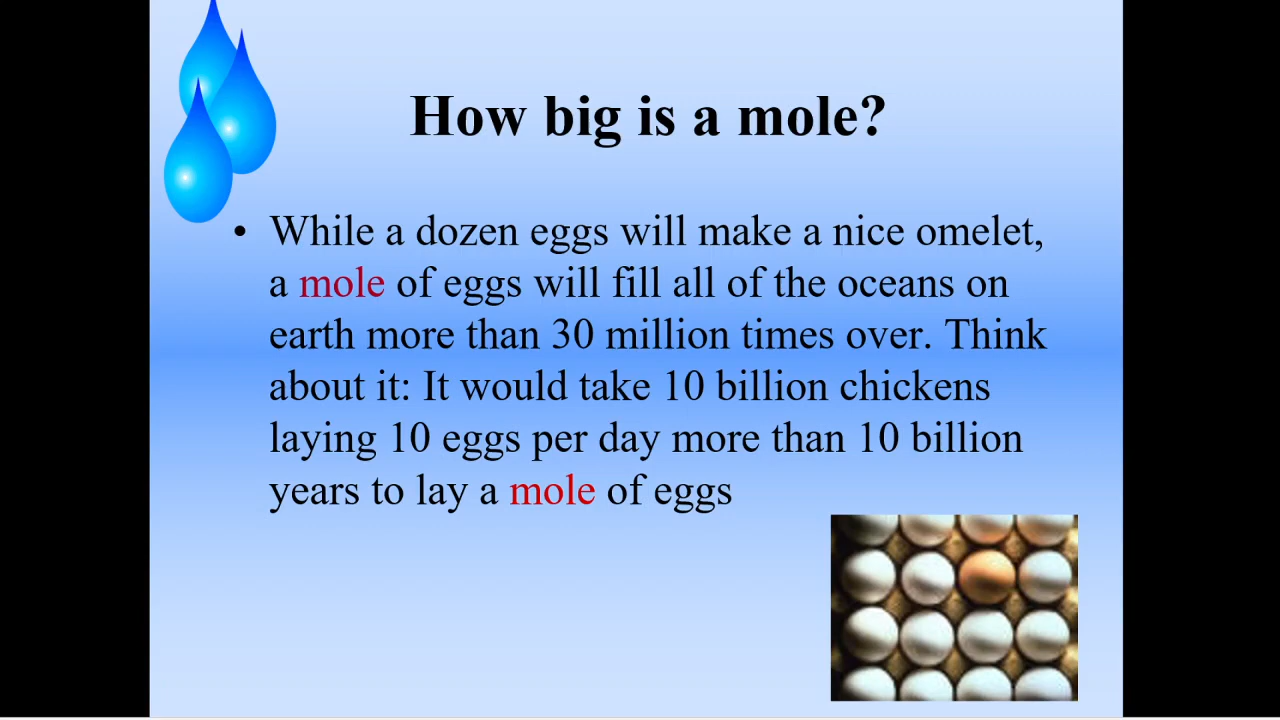 How big is a mole?
• While a dozen eggs will make a nice omelet,
a mole of eggs will fill all of the oceans on
earth more than 30 million times over. Think
about it: It would take 10 billion chickens
laying 10 eggs per day more than 10 billion
years to lay a mole of eggs